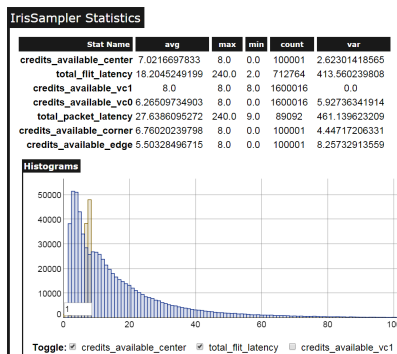 IrisSampler Statistics
Stat Name avg max min count var
credits_available_center 7.0216697833 8.0 0.0 100001 2.62301418565
total_flit_latency 18.2045249199 240.0 2.0 712764 413.560239808
credits_available_vc1 8.0 8.0 8.0 1600016 0.0
credits_available_vc0 6.26509734903 8.0 0.0 1600016 5.92736341914
total_packet_latency 27.6386095272 240.0 9.0 89092 461.139623209
credits_available_corner 6.76020239798 8.0 0.0 100001 4.44717206331
credits_available_edge 5.50328496715 8.0 0.0 100001 8.25732913559
Histograms
50000
40000
30000
20000
10000
0
1
0 20 40 60 80 100
Toggle: credits_available_center total_flit_latency credits_available_vc1